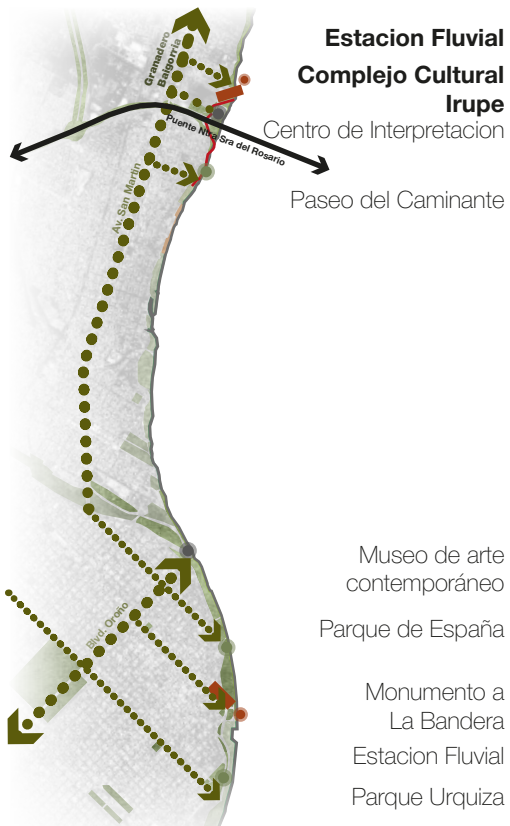 Estacion Fluvial
Granadero
Baigorria
Complejo Cultural
Irupe
Centro de Interpretacion
Puente Ntra Sra del Rosario
Av. San Martin
Paseo del Caminante
Museo de arte
contemporáneo
Blvd. Oroño
Parque de España
Monumento a
La Bandera
Estacion Fluvial
Parque Urquiza